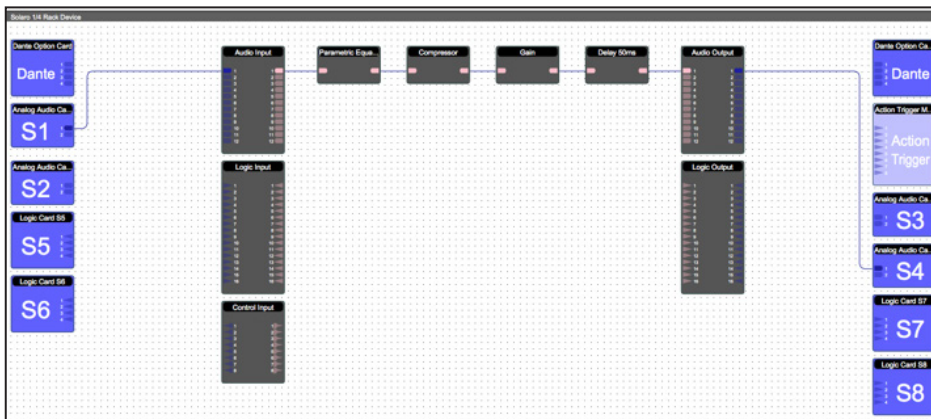 Solero 1/4 Rack Device
Dante Option Card
Dante
Analog Audio Ca...
S1
Analog Audio Ca...
S2
Logic Card S5
S5
Logic Card S6
S6
Audio Input
Parametric Equa...
Compressor
Gain
Delay 50ms
Audio Output
Logic Input
Logic Output
Control Input
Dante Option Ca...
Dante
Action Trigger M...
Action
Trigger
Analog Audio Ca...
S3
Analog Audio Ca...
S4
Logic Card S7
S7
Logic Card S8
S8